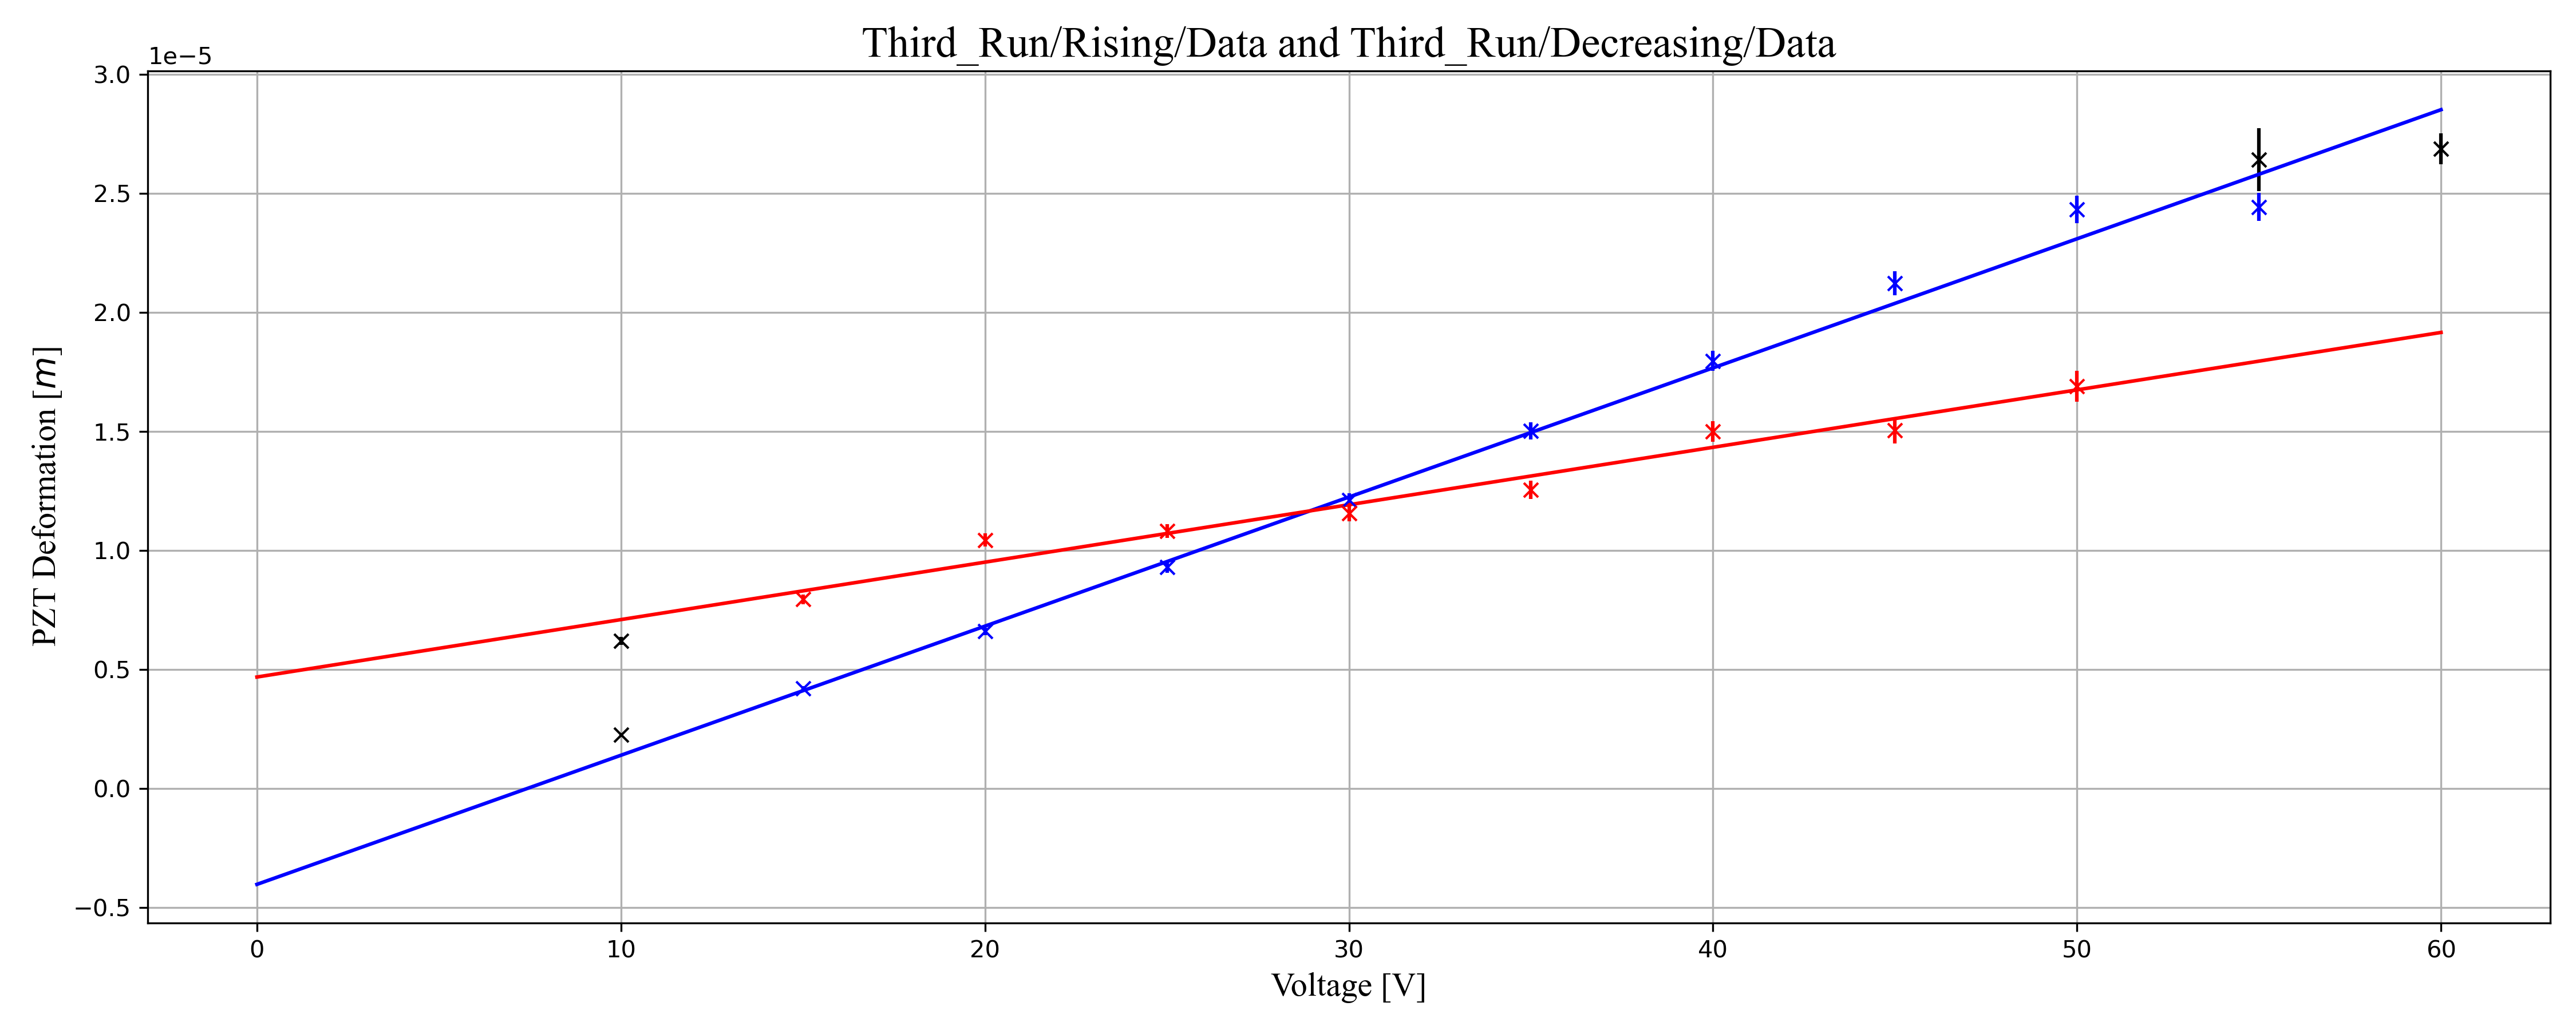 Third_Run/Rising/Data and Third_Run/Decreasing/Data
1e−5
3.0
2.5
2.0
1.5
1.0
0.5
0.0
−0.5
PZT Deformation [m]
0 10 20 30 40 50 60
Voltage [V]